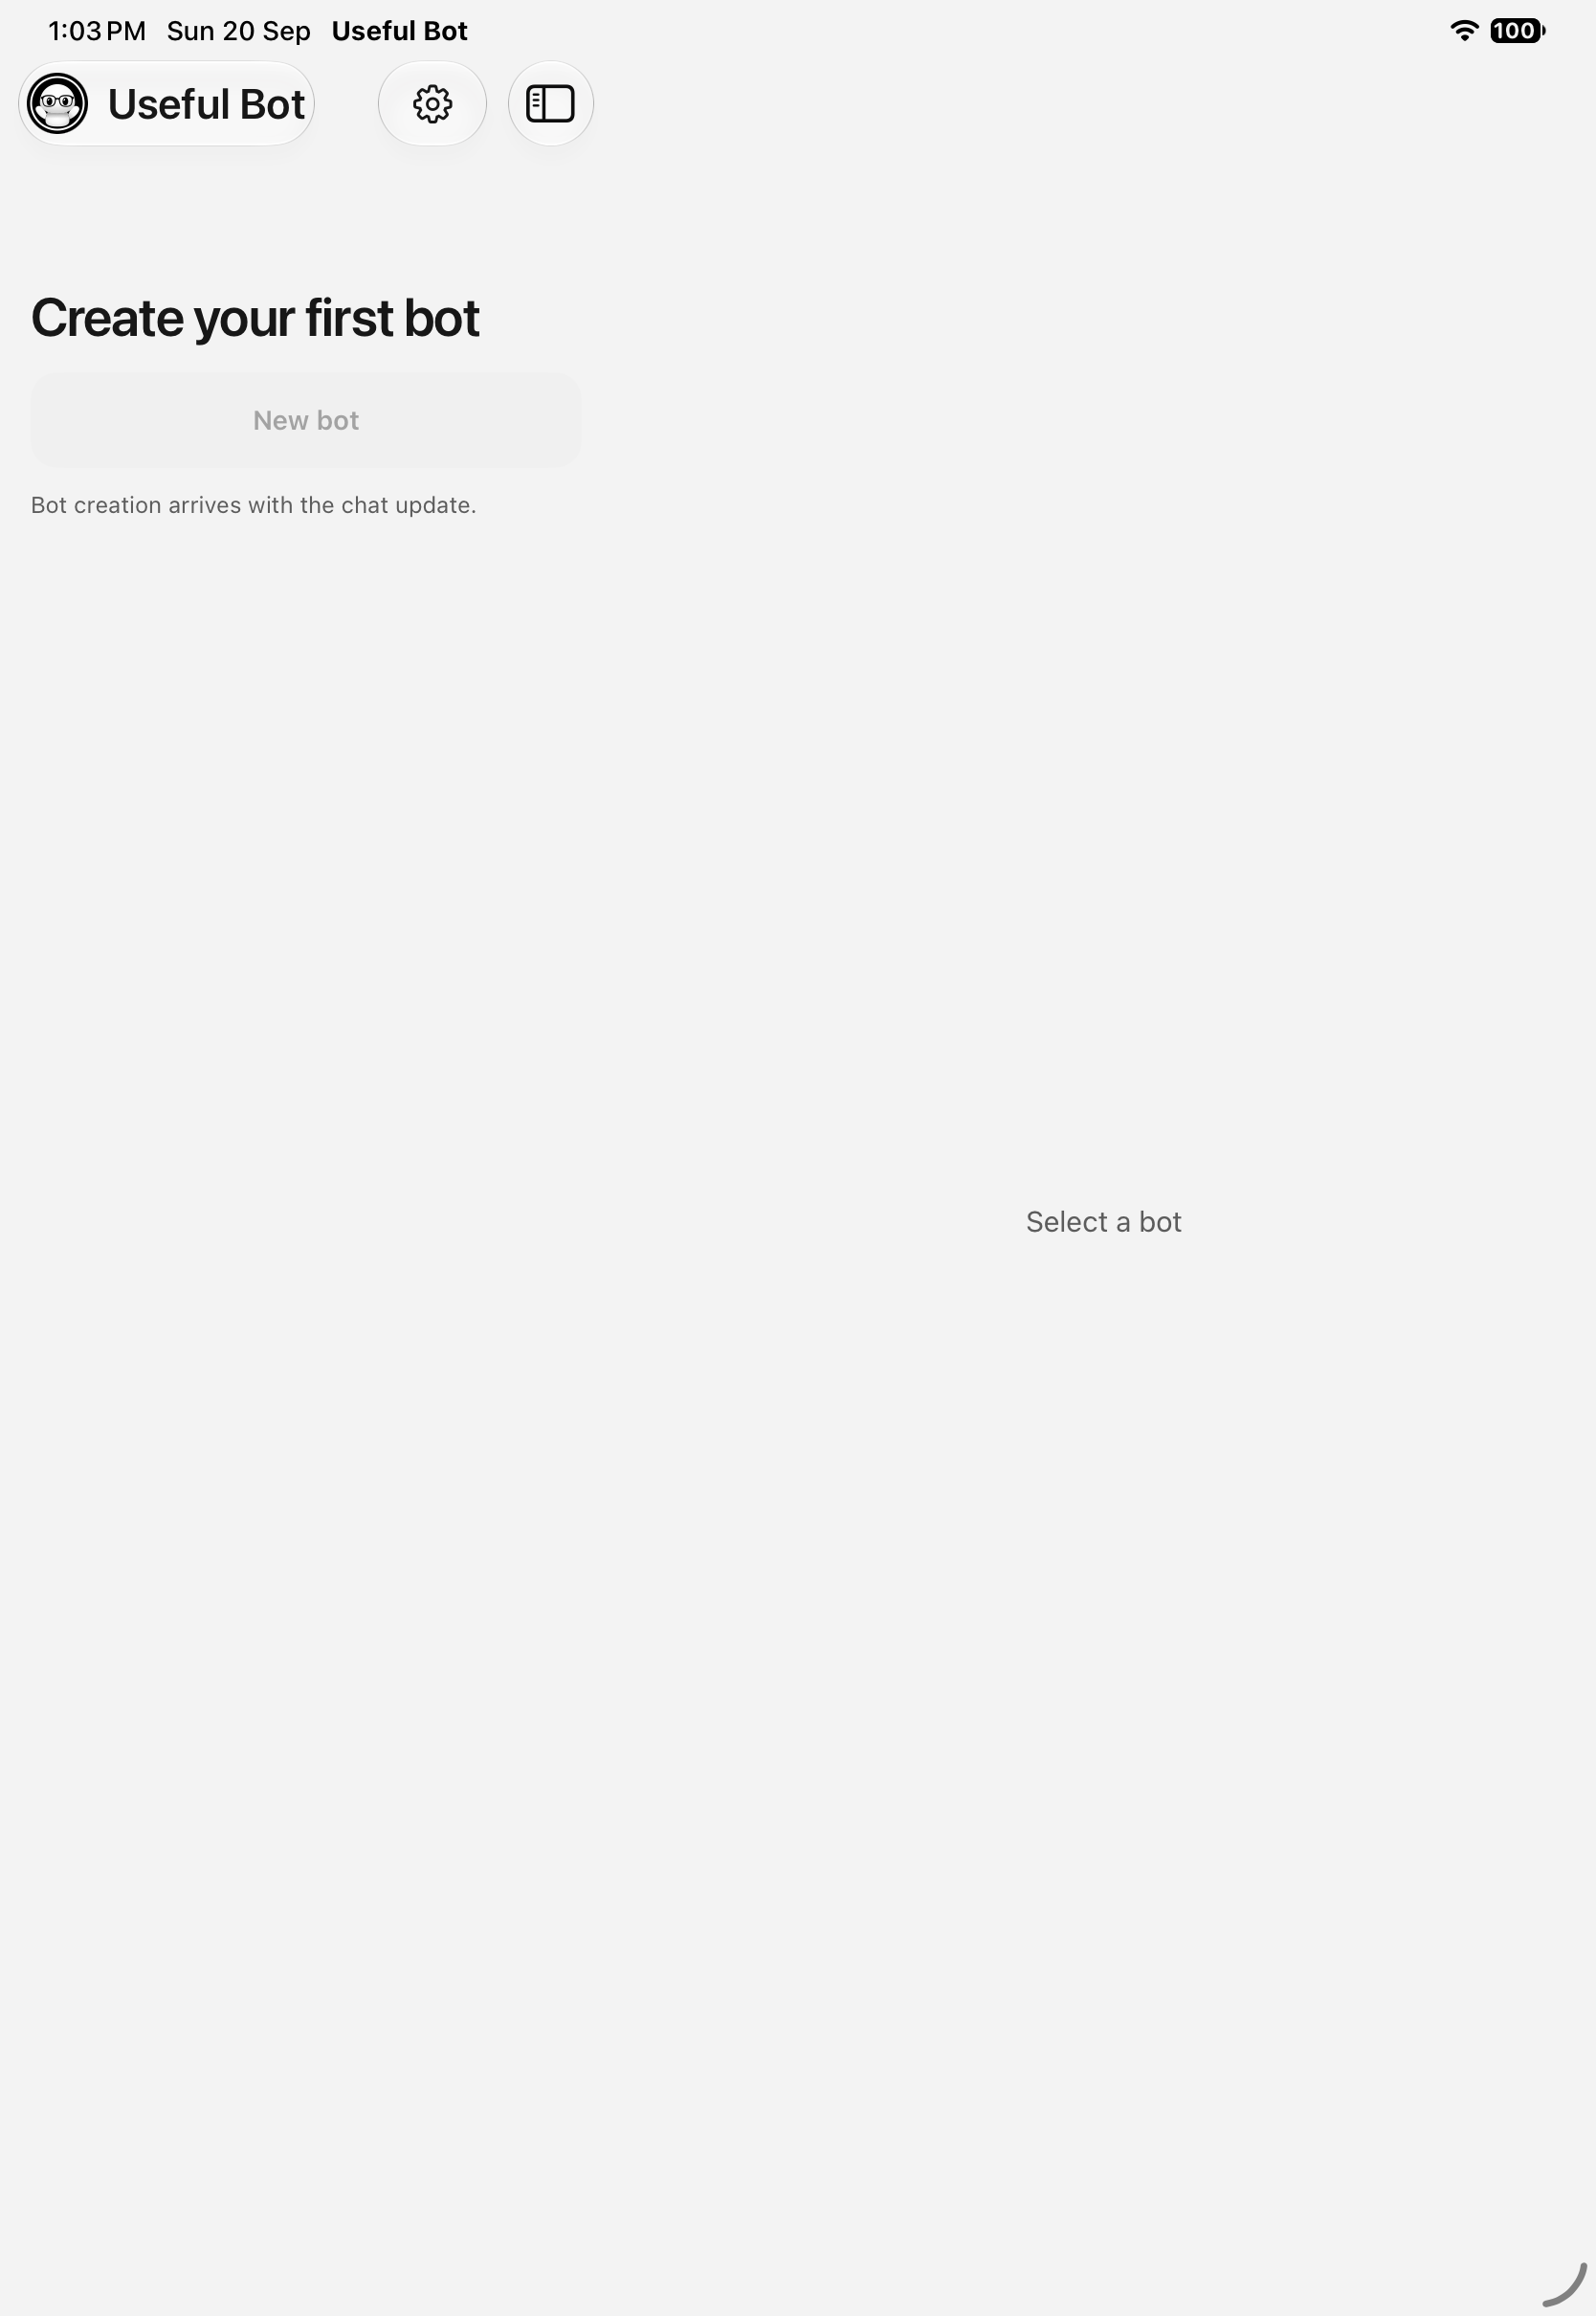 1:03 PM Sun 20 Sep Useful Bot 100
Useful Bot
Create your first bot
New bot
Bot creation arrives with the chat update.
Select a bot